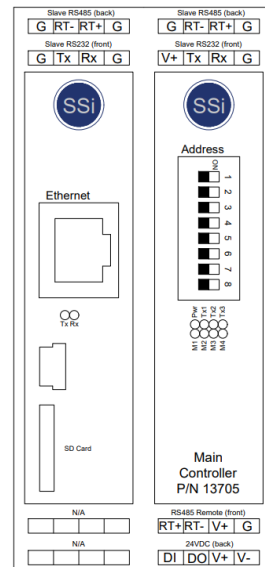 Slave RS485 (back)
G RT- RT+ G
Slave RS232 (front)
G Tx Rx G
SSi
Ethernet
Tx Rx
SD Card
N/A
N/A
Slave RS485 (back)
G RT- RT+ G
Slave RS232 (front)
V+ Tx Rx G
SSi
Address
ON
1
2
3
4
5
6
7
8
Pwr Tx1 Tx2 Tx3
M1 M2 M3 M4
Main
Controller
P/N 13705
RS485 Remote (front)
RT+ RT- V+ G
24VDC (back)
DI DO V+ V-